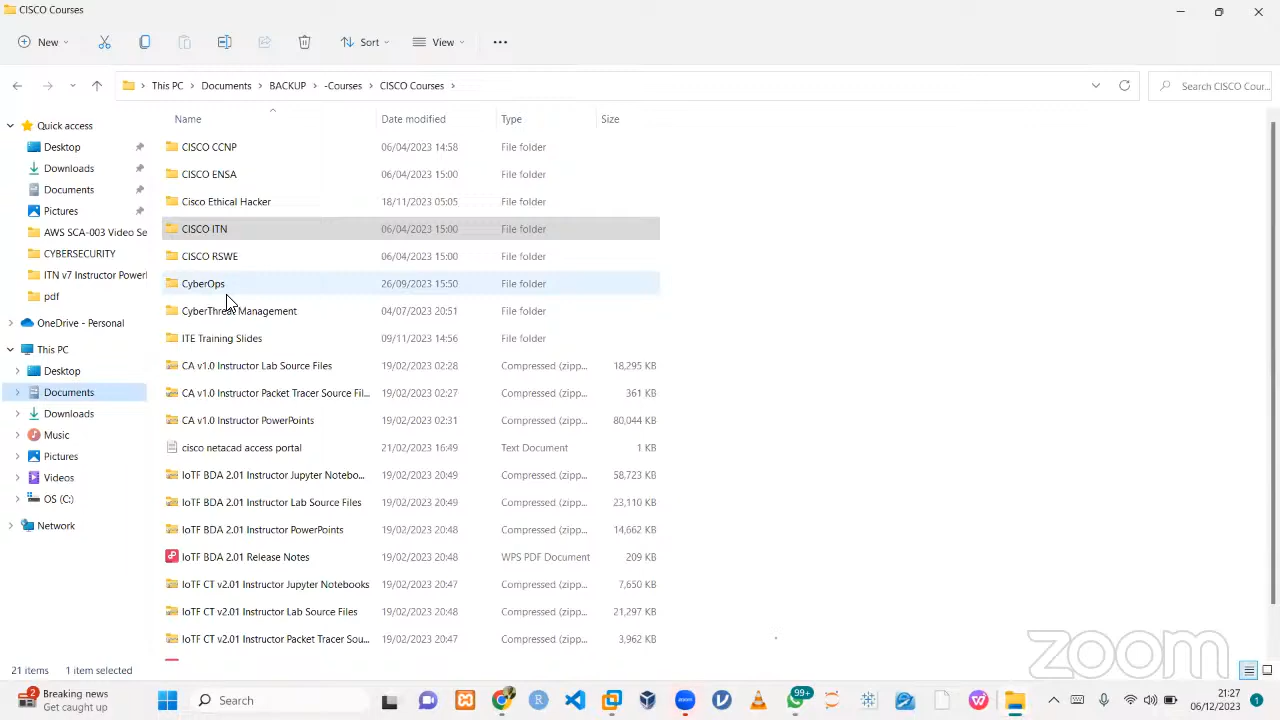 CISCO Courses
New
Sort
View
This PC
Documents
BACKUP
-Courses
CISCO Courses
Search CISCO Cour...
Name
Date modified
Type
Size
Quick access
Desktop
Downloads
Documents
Pictures
AWS SCA-003 Video Se
CYBERSECURITY
ITN v7 Instructor Powerl
pdf
OneDrive - Personal
This PC
Desktop
Documents
Downloads
Music
Pictures
Videos
OS (C:)
Network
CISCO CCNP 06/04/2023 14:58 File folder
CISCO ENSA 06/04/2023 15:00 File folder
Cisco Ethical Hacker 18/11/2023 05:05 File folder
CISCO ITN 06/04/2023 15:00 File folder
CISCO RSWE 06/04/2023 15:00 File folder
CyberOps 26/09/2023 15:50 File folder
CyberThreat Management 04/07/2023 20:51 File folder
ITE Training Slides 09/11/2023 14:56 File folder
CA v1.0 Instructor Lab Source Files 19/02/2023 02:28 Compressed (zipp... 18,295 KB
CA v1.0 Instructor Packet Tracer Source Fil... 19/02/2023 02:27 Compressed (zipp... 361 KB
CA v1.0 Instructor PowerPoints 19/02/2023 02:31 Compressed (zipp... 80,044 KB
cisco netacad access portal 21/02/2023 16:49 Text Document 1 KB
IoTF BDA 2.01 Instructor Jupyter Notebo... 19/02/2023 20:49 Compressed (zipp... 58,723 KB
IoTF BDA 2.01 Instructor Lab Source Files 19/02/2023 20:49 Compressed (zipp... 23,110 KB
IoTF BDA 2.01 Instructor PowerPoints 19/02/2023 20:48 Compressed (zipp... 14,662 KB
IoTF BDA 2.01 Release Notes 19/02/2023 20:48 WPS PDF Document 209 KB
IoTF CT v2.01 Instructor Jupyter Notebooks 19/02/2023 20:47 Compressed (zipp... 7,650 KB
IoTF CT v2.01 Instructor Lab Source Files 19/02/2023 20:48 Compressed (zipp... 21,297 KB
IoTF CT v2.01 Instructor Packet Tracer Sou... 19/02/2023 20:47 Compressed (zipp... 3,962 KB
zoom
21 items 1 item selected
2
Breaking news
Get caught up
Search
99+
21:27
06/12/2023
1